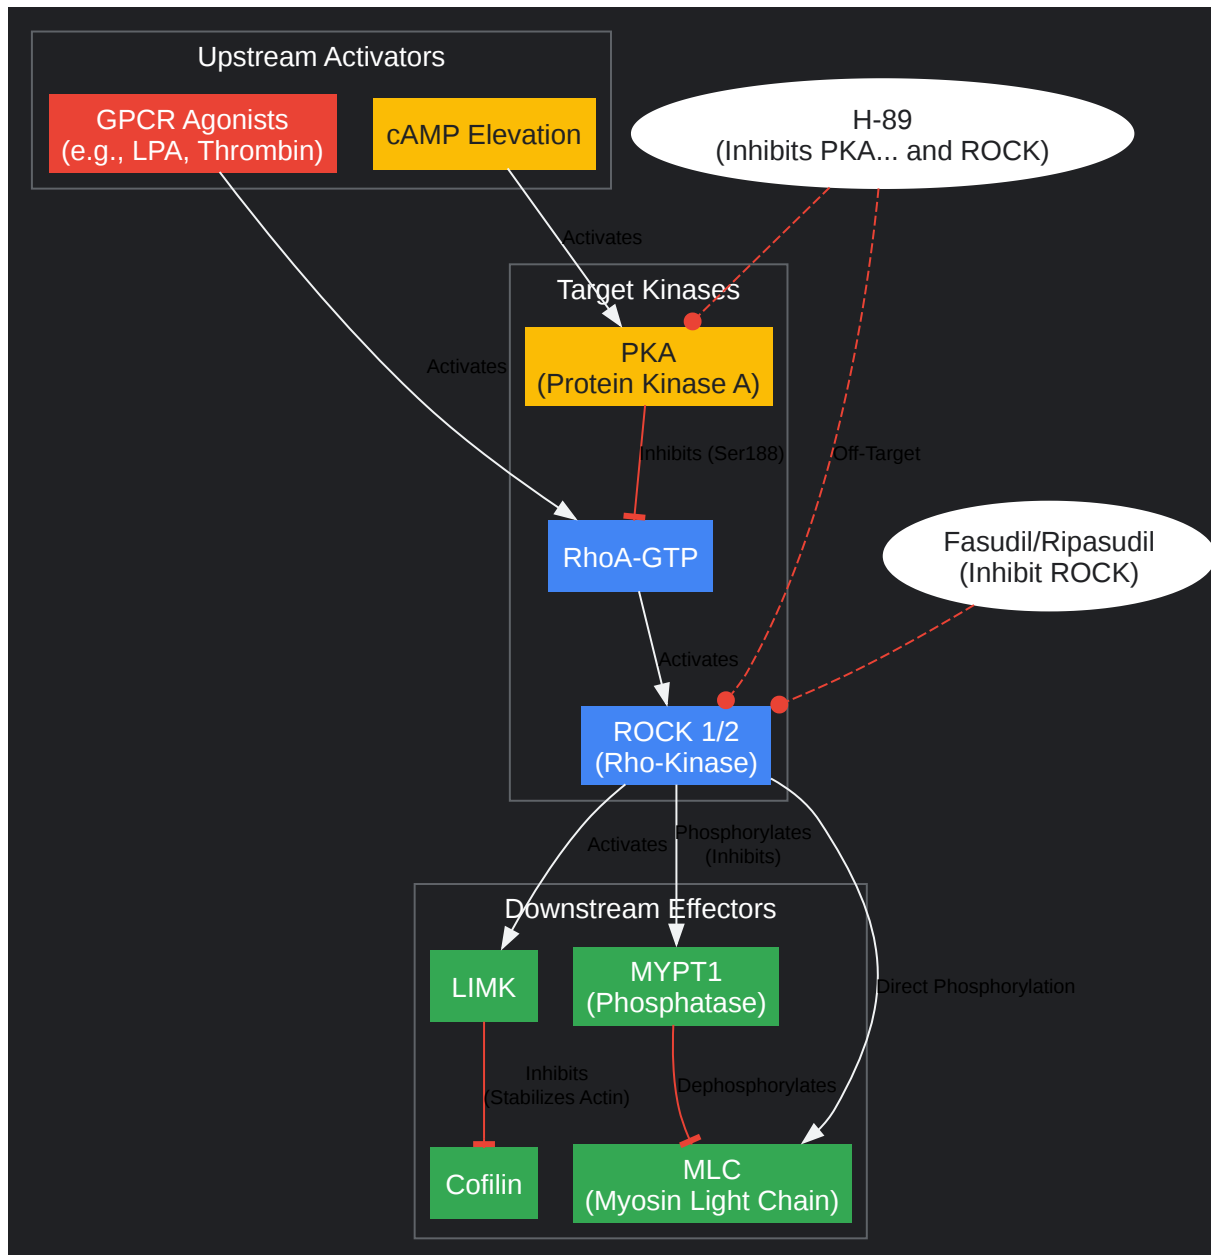 Upstream Activators
GPCR Agonists
(e.g., LPA, Thrombin)
cAMP Elevation
H-89
(Inhibits PKA... and ROCK)
Activates
Target Kinases
PKA
(Protein Kinase A)
Activates
Inhibits (Ser188)
Off-Target
RhoA-GTP
Fasudil/Ripasudil
(Inhibit ROCK)
Activates
ROCK 1/2
(Rho-Kinase)
Activates
Phosphorylates
(Inhibits)
Downstream Effectors
LIMK
MYPT1
(Phosphatase)
Direct Phosphorylation
Inhibits
(Stabilizes Actin)
Dephosphorylates
Cofilin
MLC
(Myosin Light Chain)